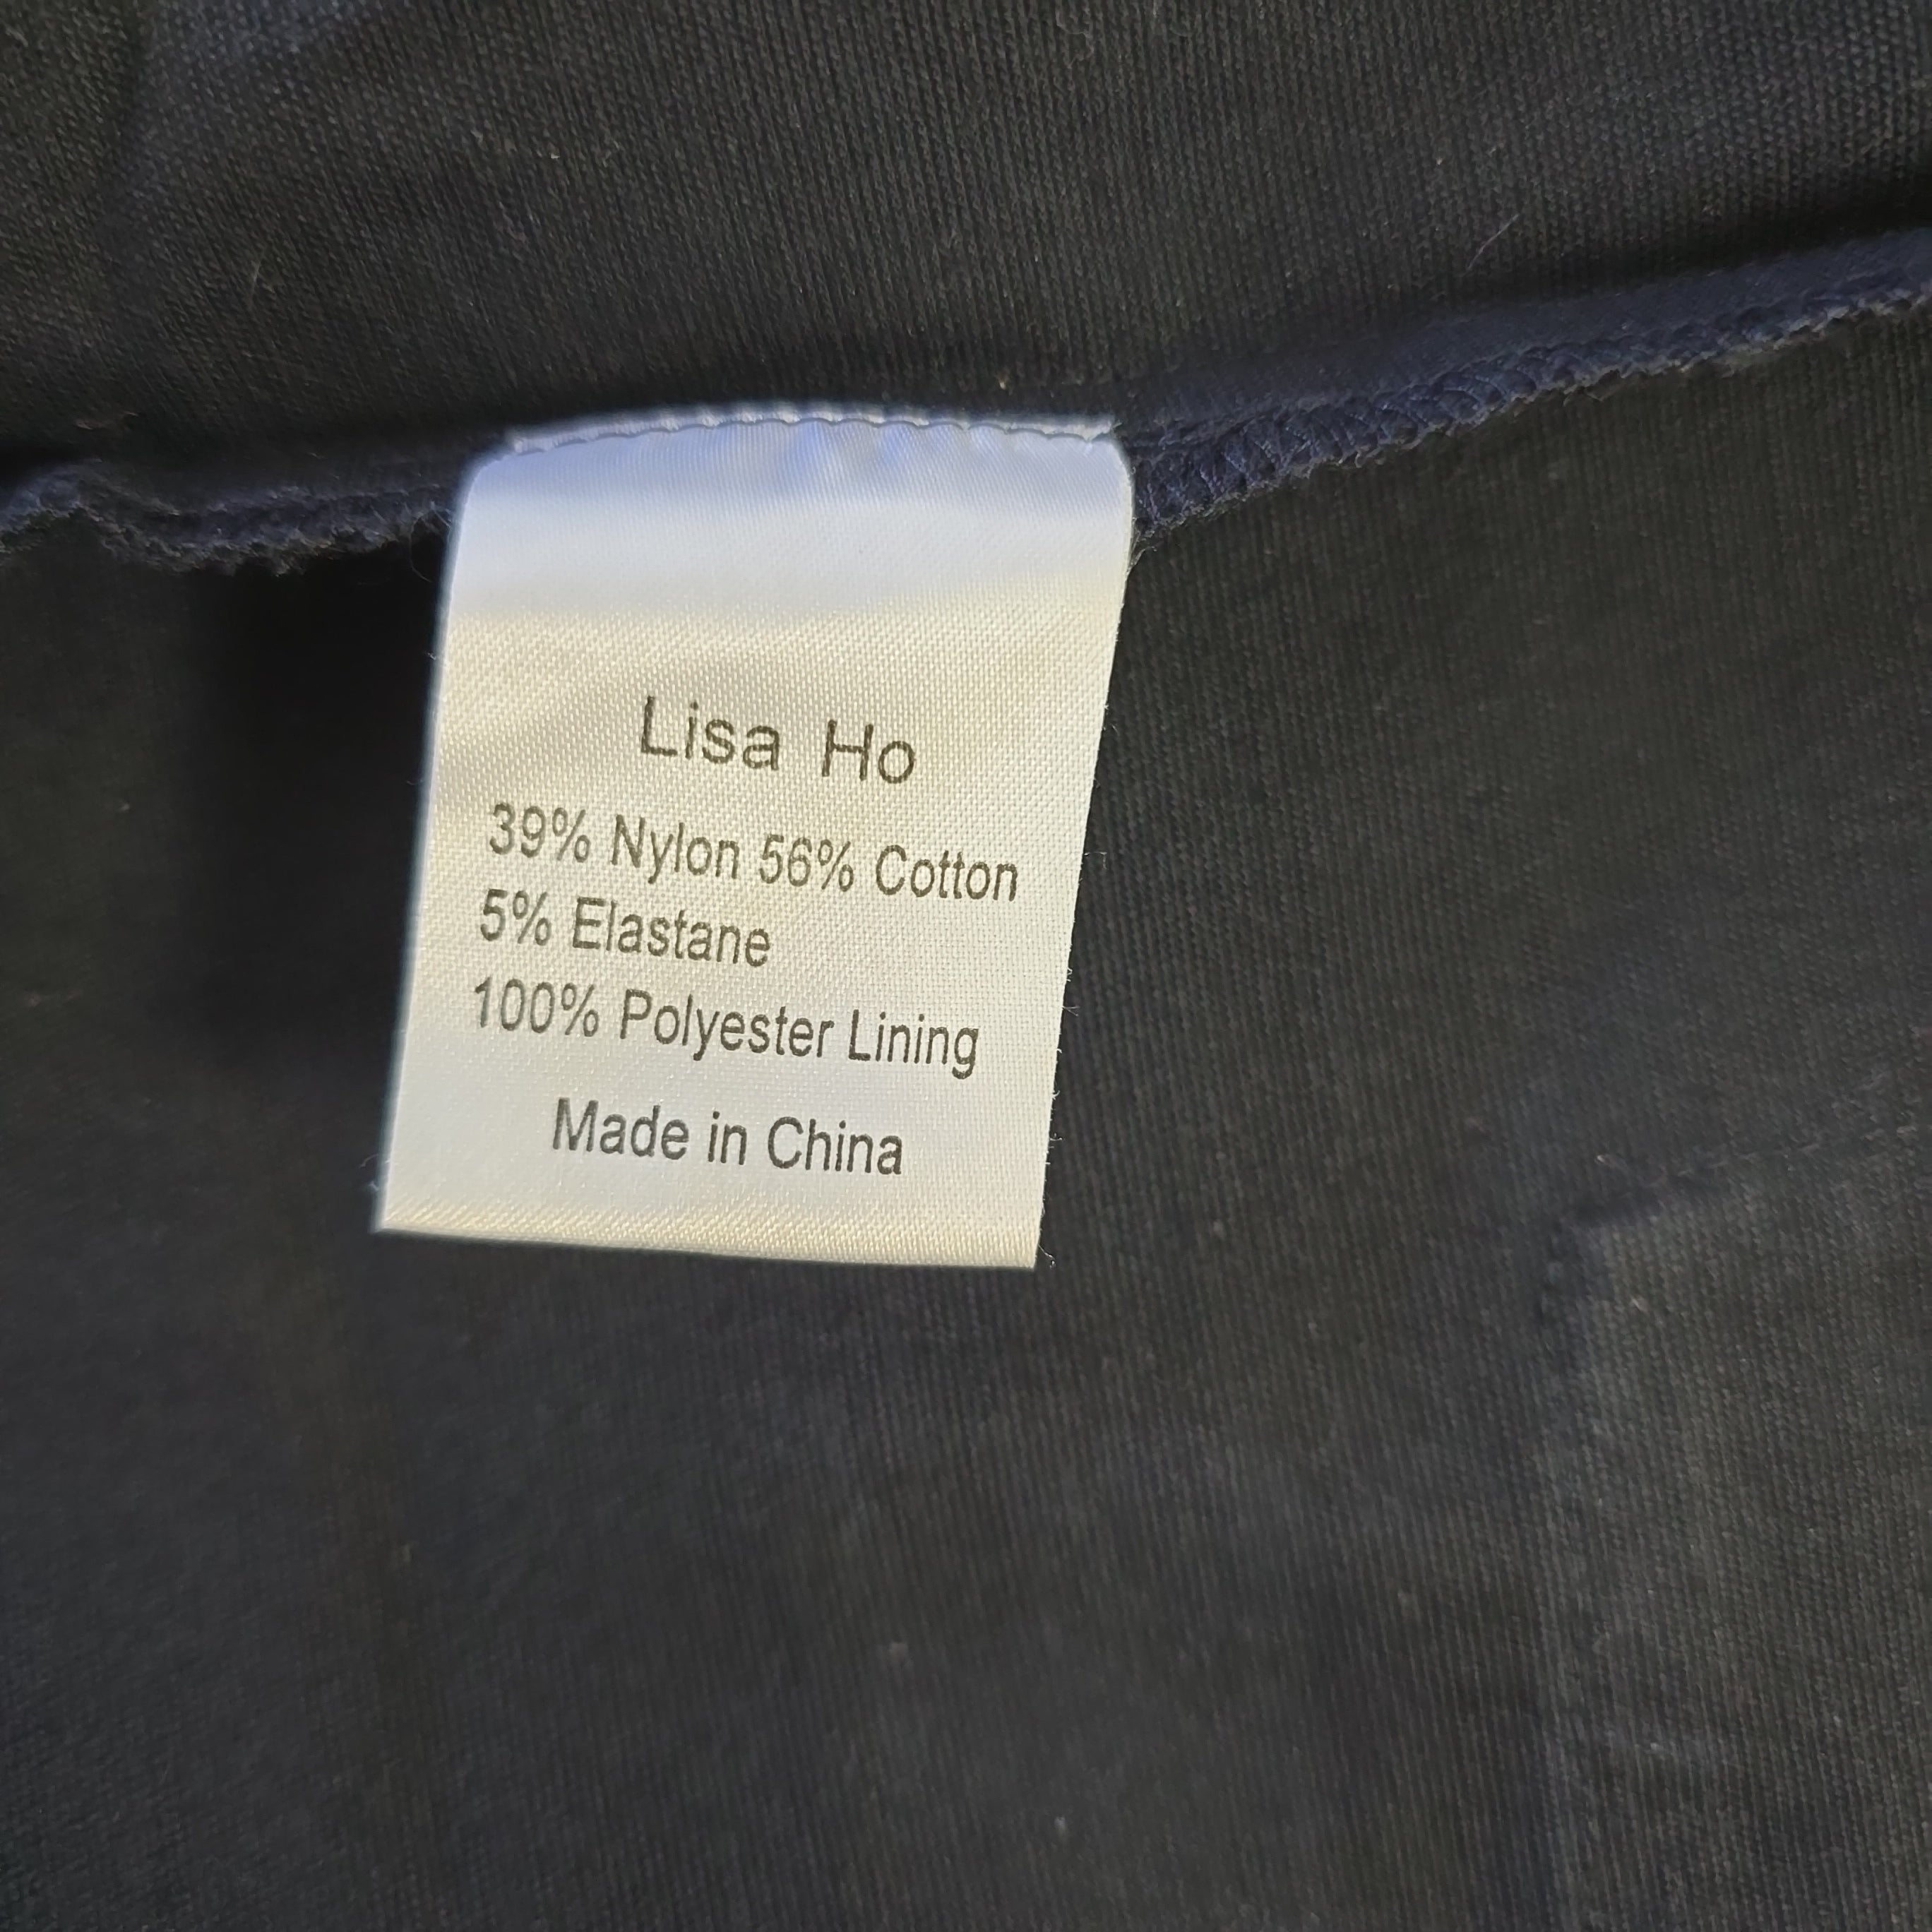 Lisa Ho
39% Nylon 56% Cotton
5% Elastane
100% Polyester Lining
Made in China